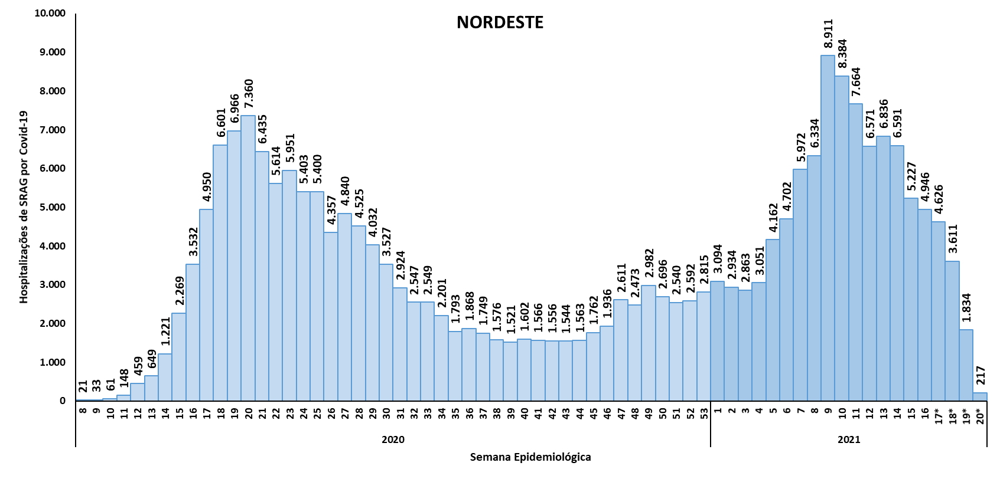 NORDESTE
Hospitalizações de SRAG por Covid-19
10.000
9.000
8.000
7.000
6.000
5.000
4.000
3.000
2.000
1.000
0
21 33 61 148 459 649 1.221 2.269 3.532 4.950 6.601 6.966 7.360 6.435 5.614 5.951 5.403 5.400 4.357 4.840 4.525 4.032 3.527 2.924 2.547 2.549 2.201 1.793 1.868 1.749 1.576 1.521 1.602 1.566 1.556 1.544 1.563 1.762 1.936 2.611 2.473 2.982 2.696 2.540 2.592 2.815 3.094 2.934 2.863 3.051 4.162 4.702 5.972 6.334 8.911 8.384 7.664 6.571 6.836 6.591 5.227 4.946 4.626 3.611 1.834 217
8 9 10 11 12 13 14 15 16 17 18 19 20 21 22 23 24 25 26 27 28 29 30 31 32 33 34 35 36 37 38 39 40 41 42 43 44 45 46 47 48 49 50 51 52 53 1 2 3 4 5 6 7 8 9 10 11 12 13 14 15 16 17* 18* 19* 20*
2020 2021
Semana Epidemiológica